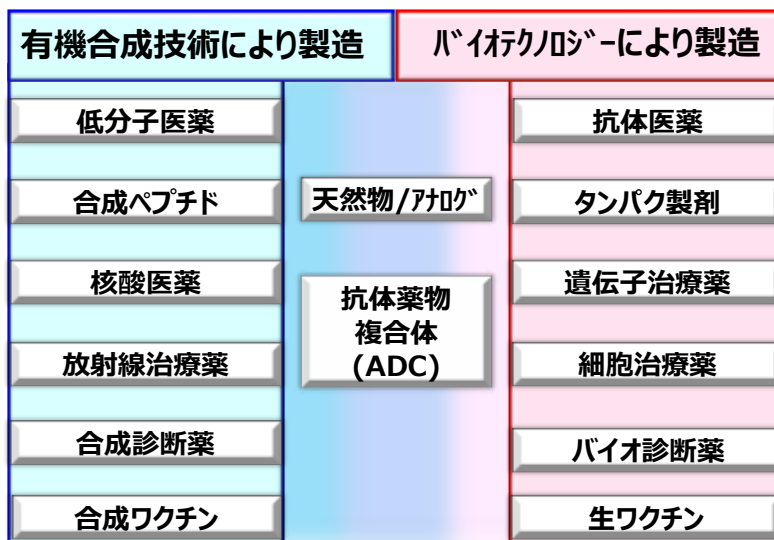 有機合成技術により製造
ﾊﾞｲｵﾃｸﾉﾛｼﾞｰにより製造
低分子医薬
合成ペプチド
核酸医薬
放射線治療薬
合成診断薬
合成ワクチン
天然物/ｱﾅﾛｸﾞ
抗体薬物
複合体
(ADC)
抗体医薬
タンパク製剤
遺伝子治療薬
細胞治療薬
バイオ診断薬
生ワクチン